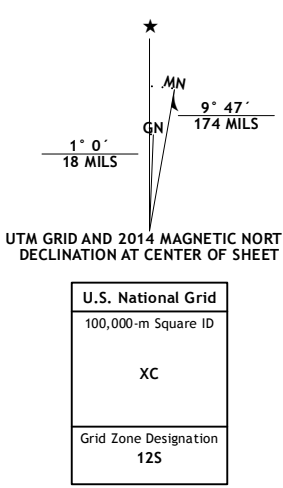 ★
MN
GN
9° 47´
174 MILS
1° 0´
18 MILS
UTM GRID AND 2014 MAGNETIC NORT
DECLINATION AT CENTER OF SHEET
U.S. National Grid
100,000-m Square ID
XC
Grid Zone Designation
12S